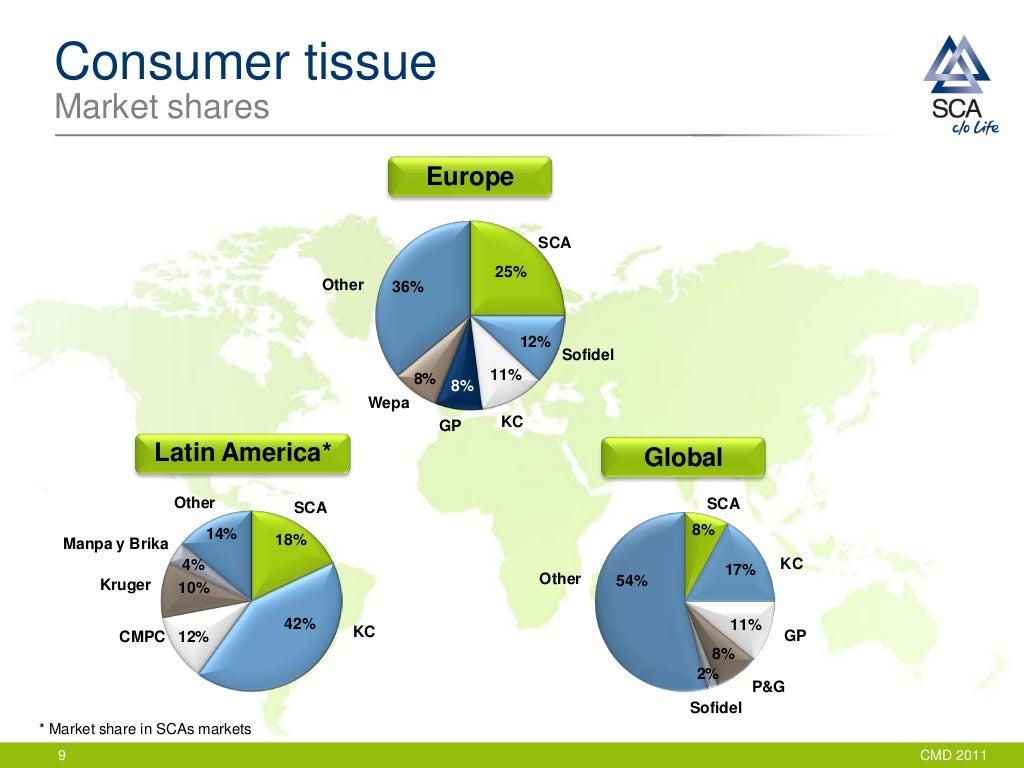 Consumer tissue
Market shares
SCA
c/o Life
Europe
SCA
25%
Other
36%
12%
Sofidel
11%
KC
8%
GP
8%
Wepa
Latin America*
Other
SCA
14%
18%
Manpa y Brika
4%
Kruger
10%
CMPC
12%
42%
KC
Global
SCA
8%
17%
KC
Other
54%
11%
GP
8%
P&G
2%
Sofidel
* Market share in SCAs markets
9
CMD 2011